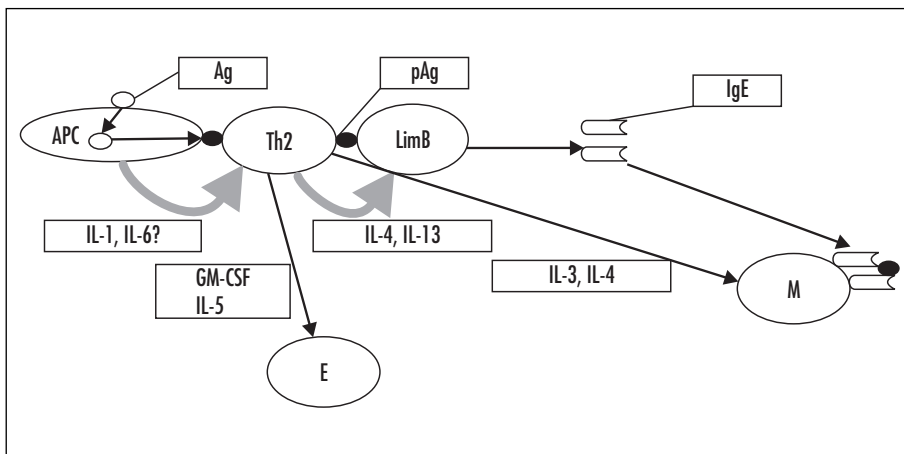 Ag
pAg
IgE
APC
Th2
LimB
IL-1, IL-6?
IL-4, IL-13
GM-CSF
IL-5
IL-3, IL-4
M
E